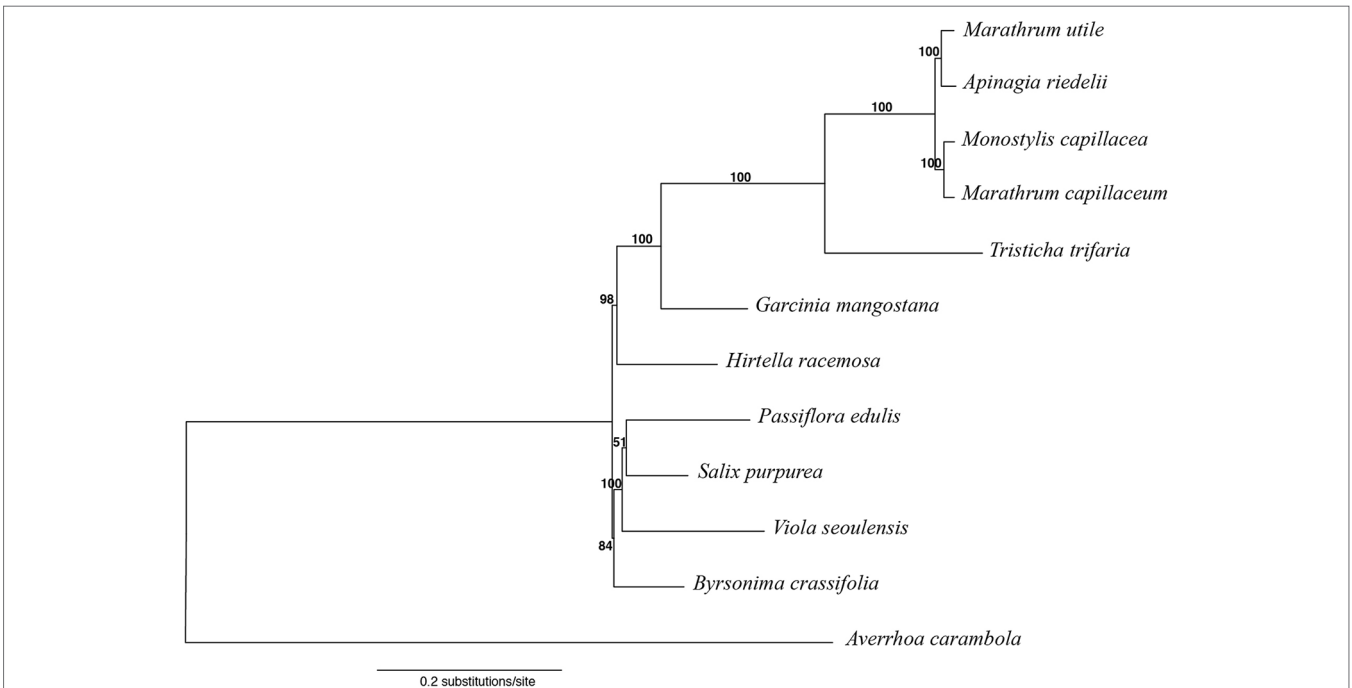 Marathrum utile
100
Apinagia riedelii
100
Monostylis capillacea
100
100
Marathrum capillaceum
100
Tristicha trifaria
98
Garcinia mangostana
Hirtella racemosa
Passiflora edulis
51
Salix purpurea
100
Viola seoulensis
84
Byrsonima crassifolia
Averrhoa carambola
0.2 substitutions/site